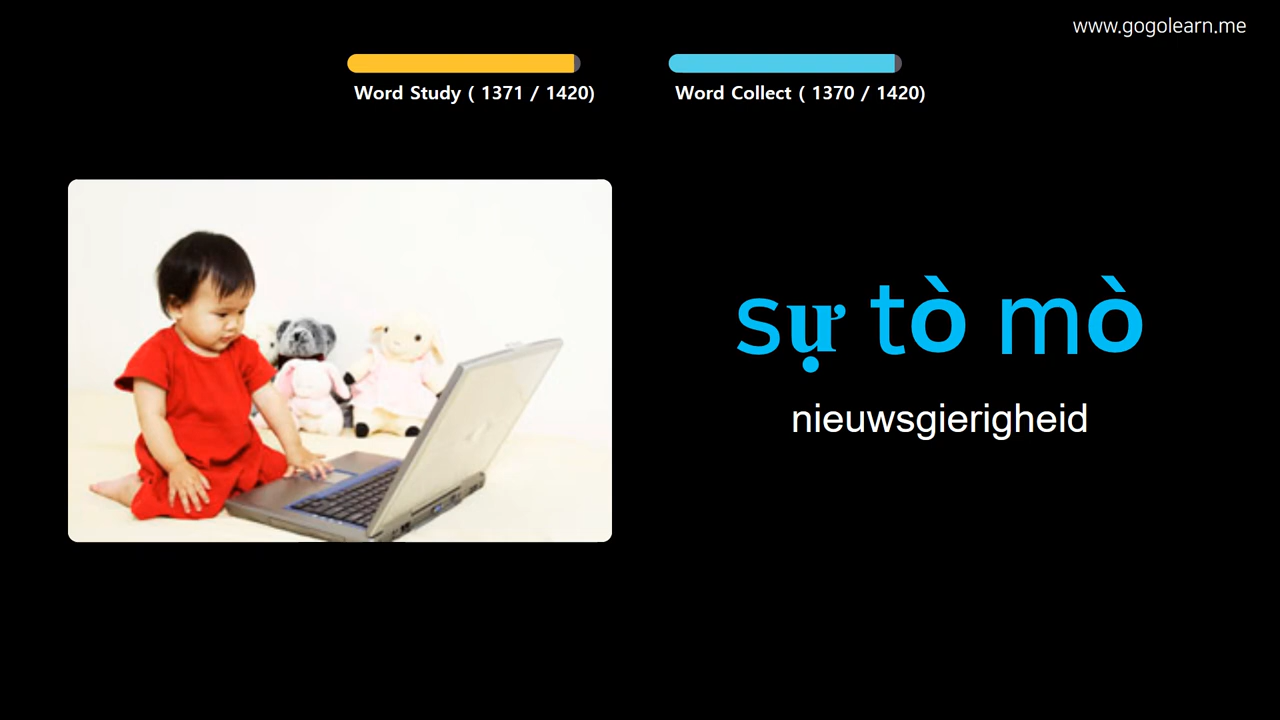 www.gogolearn.me
Word Study ( 1371 / 1420)
Word Collect ( 1370 / 1420)
sự tò mò
nieuwsgierigheid